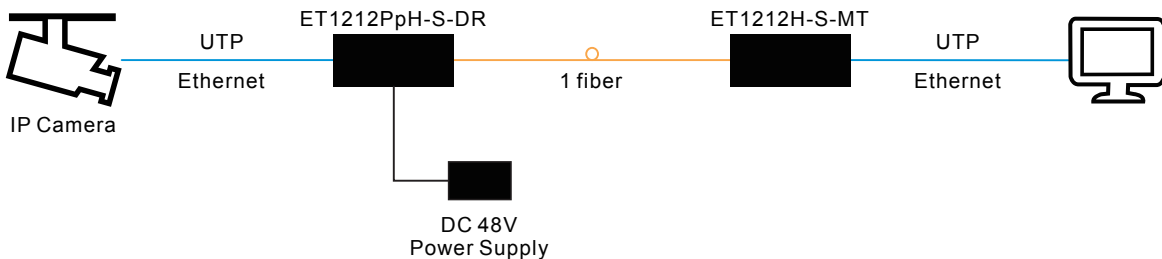 ET1212PpH-S-DR
ET1212H-S-MT
UTP
UTP
Ethernet
1 fiber
Ethernet
IP Camera
DC 48V
Power Supply